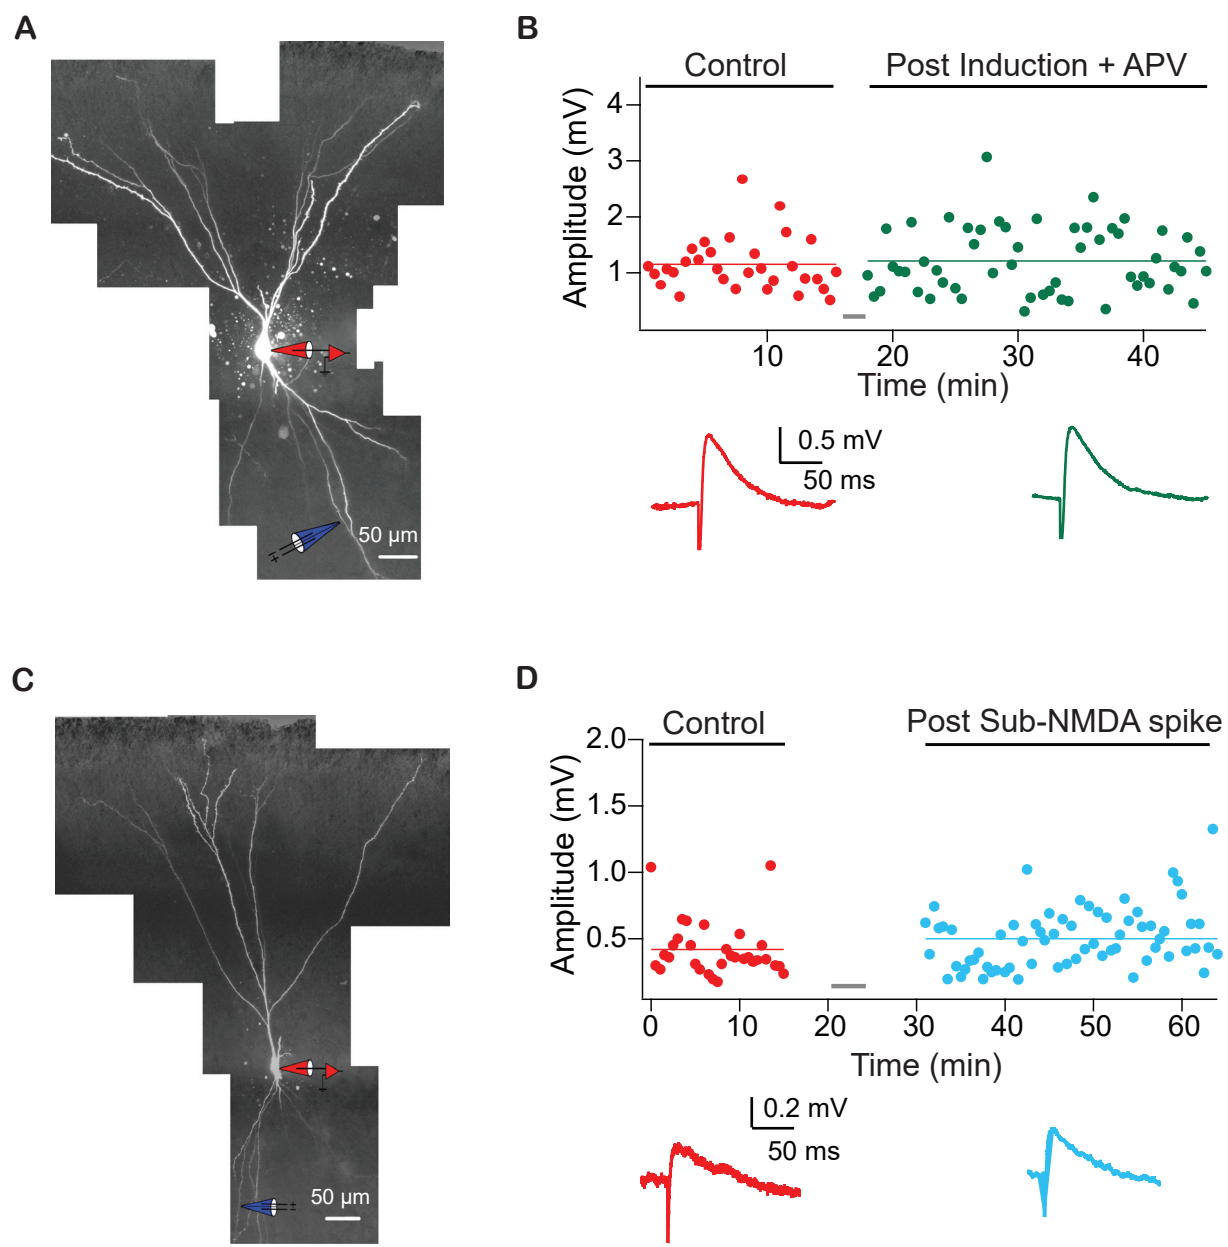 A
50 µm
B
Control
Post Induction + APV
Amplitude (mV)
4
3
2
1
10
20
30
40
Time (min)
0.5 mV
50 ms
C
50 µm
D
Control
Post Sub-NMDA spike
Amplitude (mV)
2.0
1.5
1.0
0.5
0
10
20
30
40
50
60
Time (min)
0.2 mV
50 ms